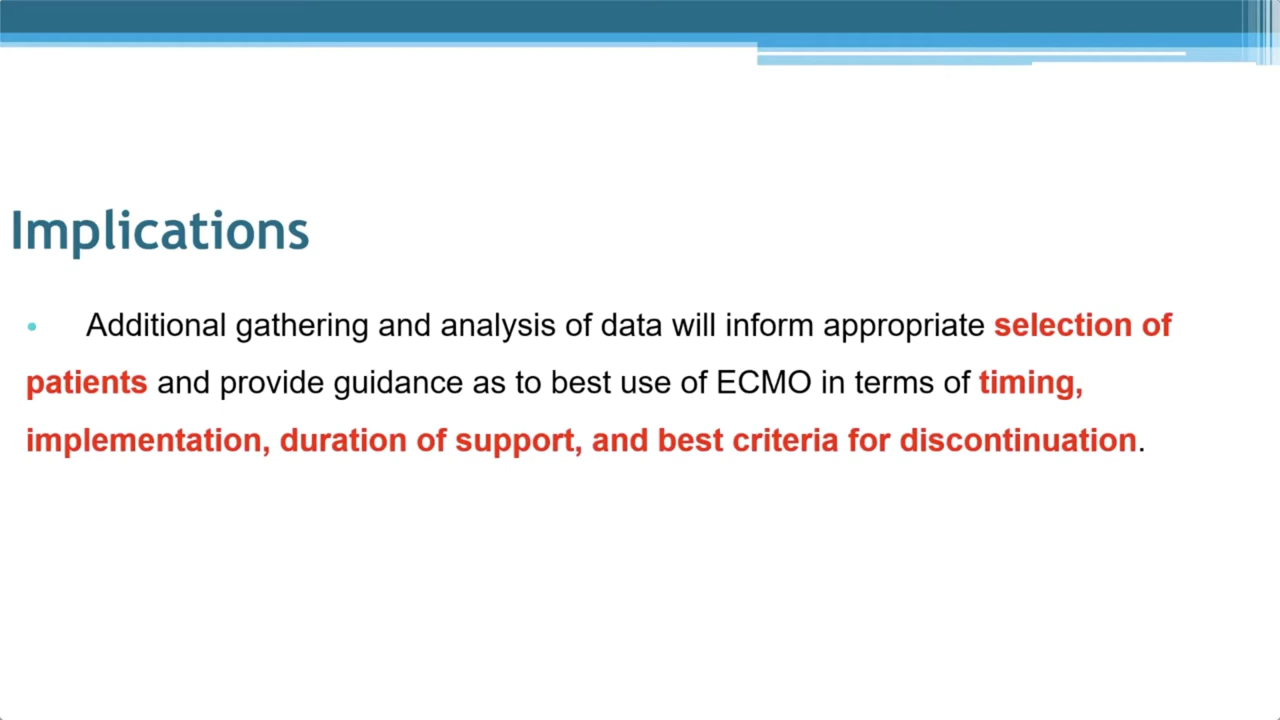 Implications
• Additional gathering and analysis of data will inform appropriate selection of
patients and provide guidance as to best use of ECMO in terms of timing,
implementation, duration of support, and best criteria for discontinuation.